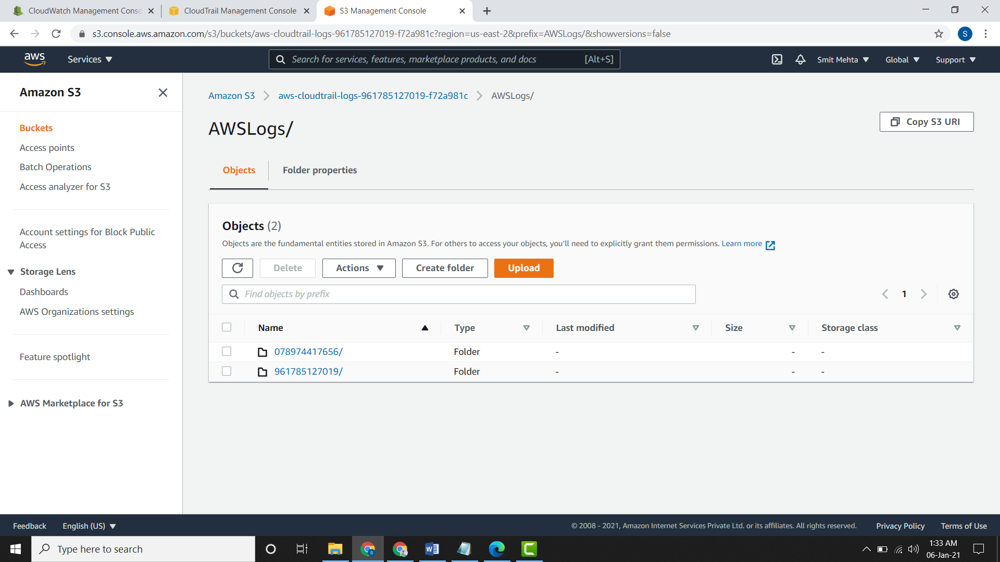 CloudWatch Management Conso
CloudTrail Management Console
S3 Management Console
s3.console.aws.amazon.com/s3/buckets/aws-cloudtrail-logs-961785127019-f72a981c?region=us-east-2&prefix=AWSLogs/&showversions=false
S
aws
Services
Search for services, features, marketplace products, and docs
[Alt+S]
Smit Mehta
Global
Support
Amazon S3
Buckets
Access points
Batch Operations
Access analyzer for S3
Account settings for Block Public
Access
Storage Lens
Dashboards
AWS Organizations settings
Feature spotlight
AWS Marketplace for S3
Amazon S3
aws-cloudtrail-logs-961785127019-f72a981c
AWSLogs/
AWSLogs/
Copy S3 URI
Objects
Folder properties
Objects (2)
Objects are the fundamental entities stored in Amazon S3. For others to access your objects, you'll need to explicitly grant them permissions. Learn more
Delete
Actions
Create folder
Upload
Find objects by prefix
1
Name Type Last modified Size Storage class
078974417656/ Folder - - -
961785127019/ Folder - - -
Feedback
English (US)
© 2008 - 2021, Amazon Internet Services Private Ltd. or its affiliates. All rights reserved.
Privacy Policy
Terms of Use
Type here to search
1:33 AM
06-Jan-21